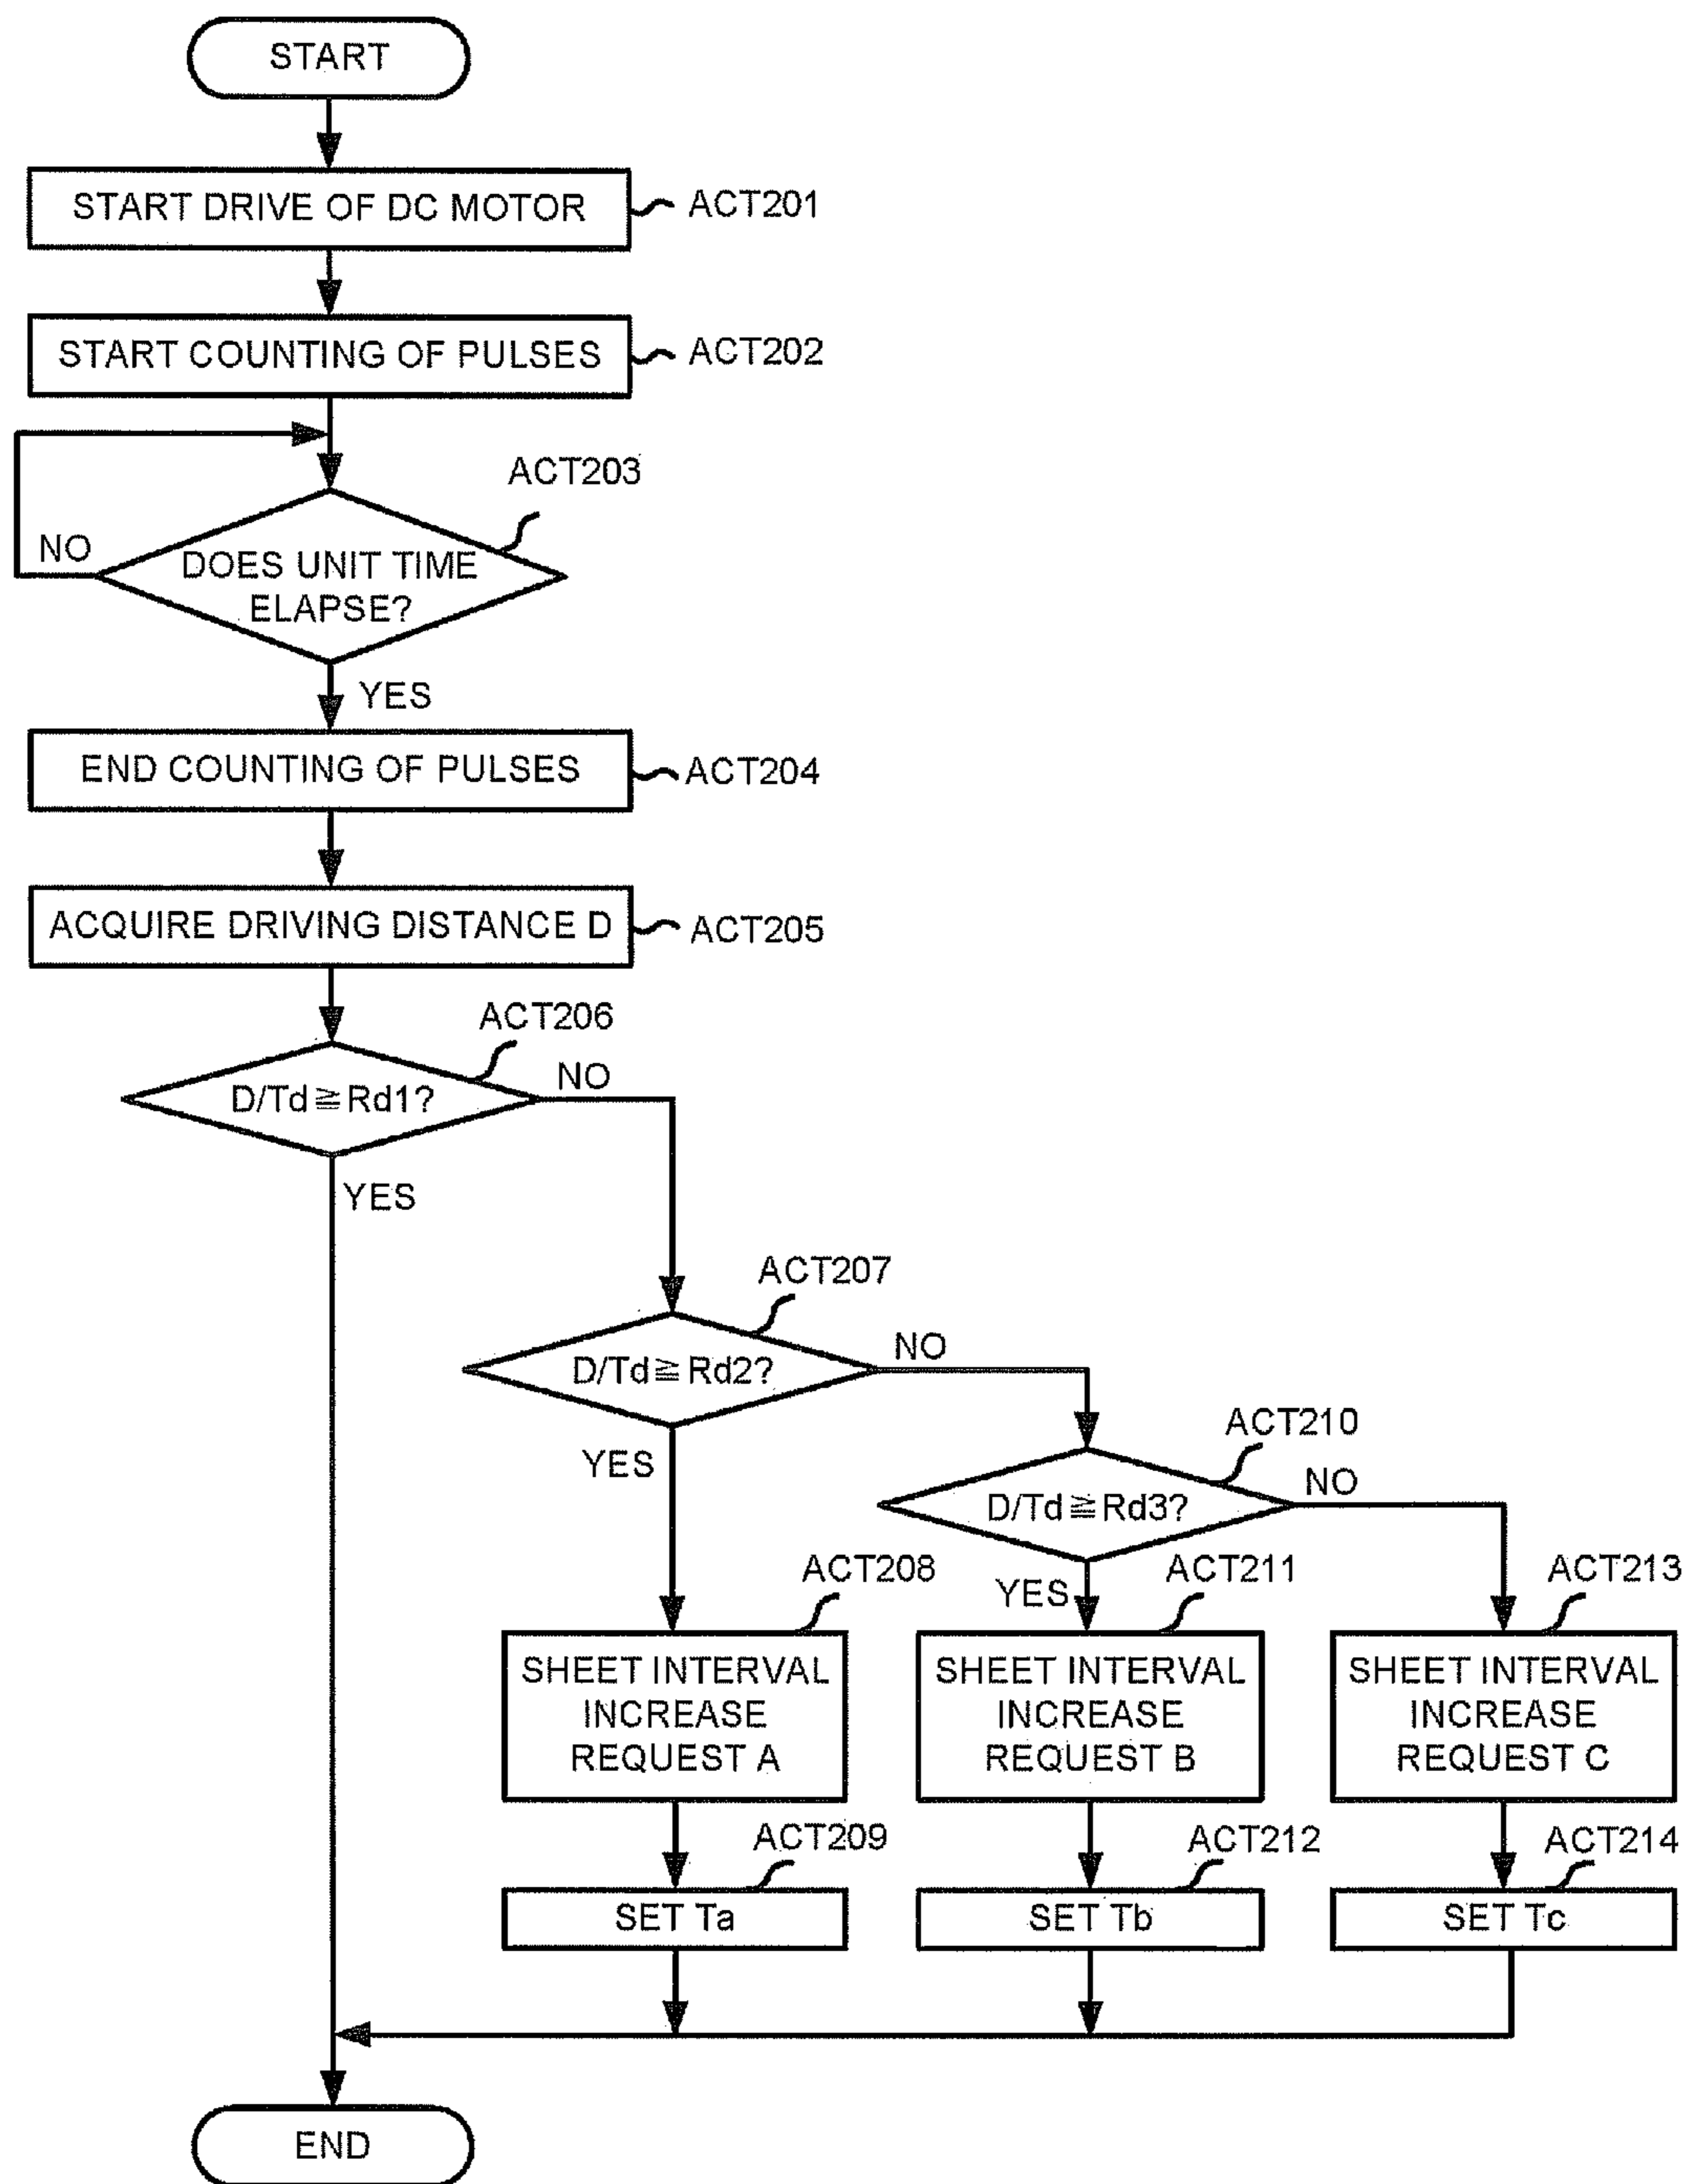 START
START DRIVE OF DC MOTOR
ACT201
START COUNTING OF PULSES
ACT202
ACT203
NO
DOES UNIT TIME
ELAPSE?
YES
END COUNTING OF PULSES
ACT204
ACQUIRE DRIVING DISTANCE D
ACT205
ACT206
D/Td≧Rd1?
NO
YES
ACT207
D/Td≧Rd2?
NO
YES
ACT210
D/Td≧Rd3?
NO
YES
ACT208
SHEET INTERVAL
INCREASE
REQUEST A
ACT211
SHEET INTERVAL
INCREASE
REQUEST B
ACT213
SHEET INTERVAL
INCREASE
REQUEST C
ACT209
SET Ta
ACT212
SET Tb
ACT214
SET Tc
END